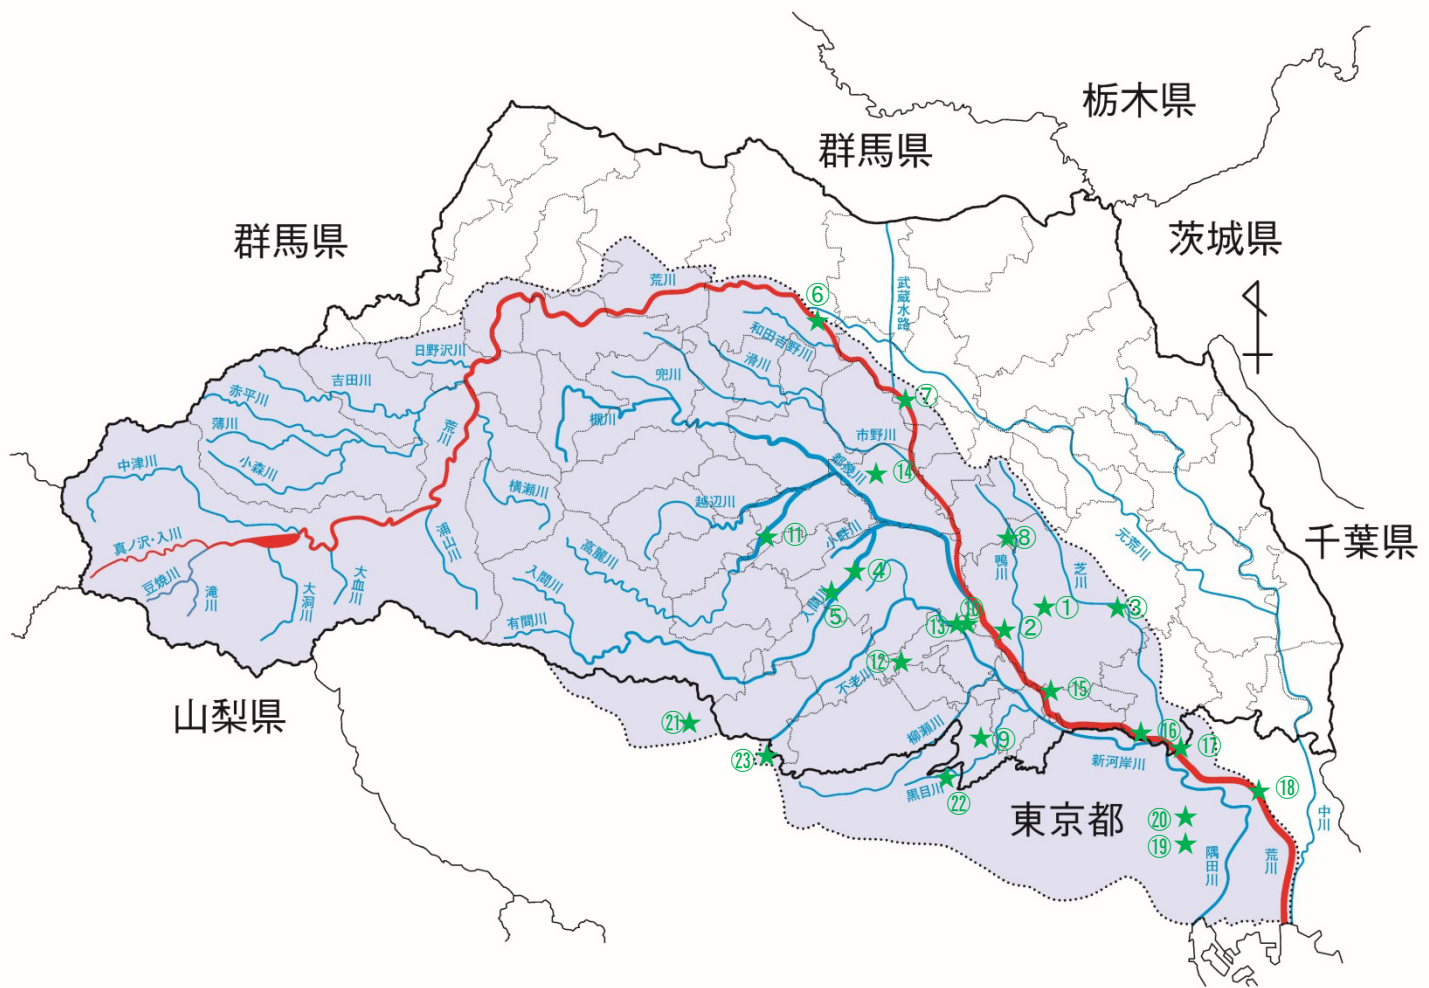 栃木県
群馬県
茨城県
群馬県
荒川
⑥
武蔵水路
和田吉野川
日野沢川
滑川
兜川
吉田川
赤平川
⑦
槻川
薄川
荒川
市野川
小森川
中津川
都幾川
⑭
横瀬川
越辺川
真ノ沢・入川
浦山川
⑪
小畔川
⑧
元荒川
千葉県
高麗川
鴨川
芝川
豆焼川
滝川
大洞川
大血川
入間川
④
入間川
⑤
①
③
有間川
⑬
⑩
②
⑫
不老川
⑮
山梨県
㉑
柳瀬川
⑨
⑯
⑰
㉓
新河岸川
黒目川
㉒
⑱
東京都
⑳
中川
⑲
隅田川
荒川